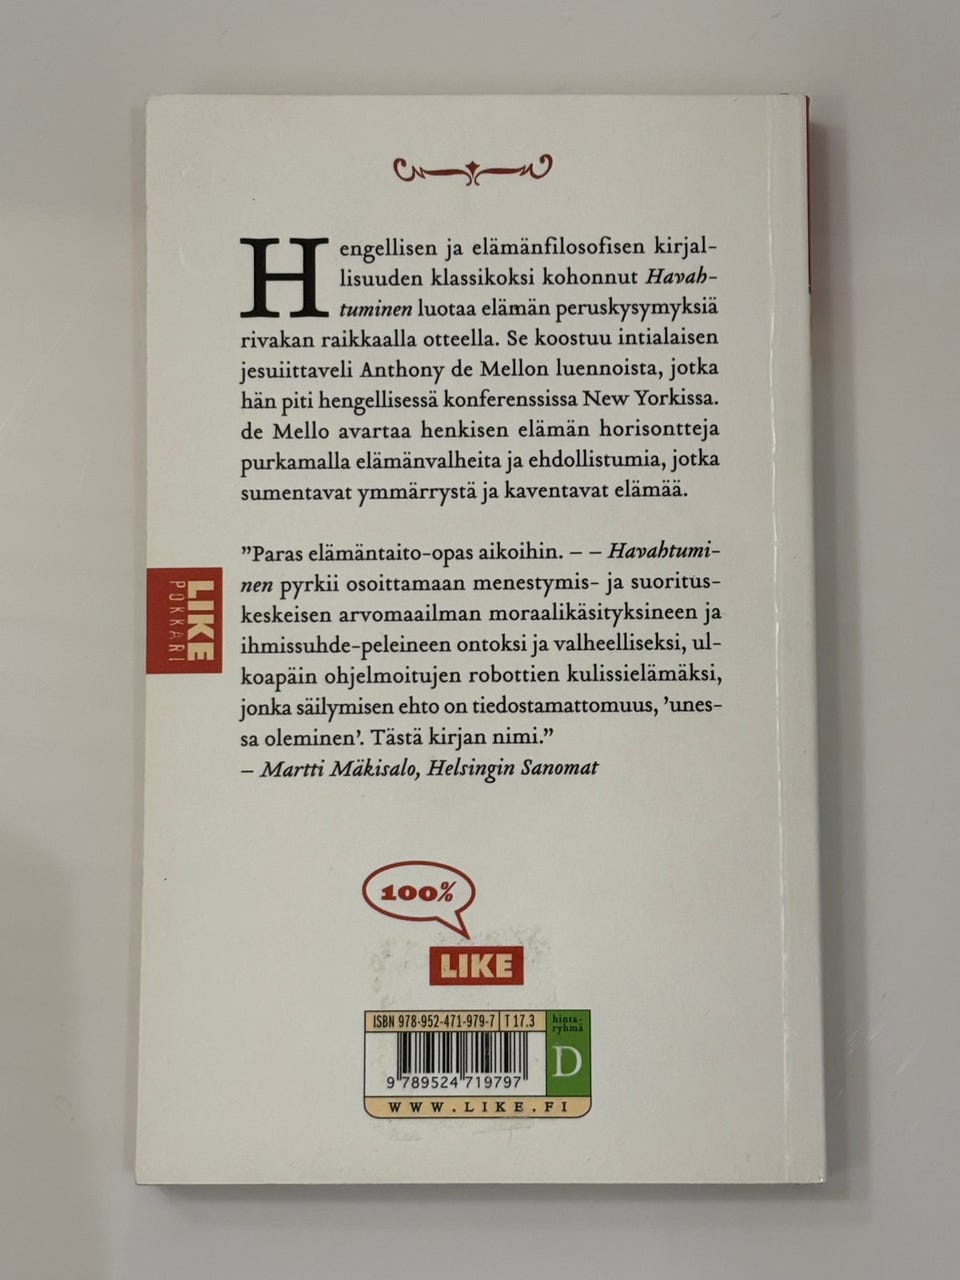 Hengellisen ja elämänfilosofisen kirjal-
lisuuden klassikoksi kohonnut Havah-
tuminen luotaa elämän peruskysymyksiä
rivakan raikkaalla otteella. Se koostuu intialaisen
jesuiittaveli Anthony de Mellon luennoista, jotka
hän piti hengellisessä konferenssissa New Yorkissa.
de Mello avartaa henkisen elämän horisontteja
purkamalla elämänvalheita ja ehdollistumia, jotka
sumentavat ymmärrystä ja kaventavat elämää.
”Paras elämäntaito-opas aikoihin. – – Havahtumi-
nen pyrkii osoittamaan menestymis- ja suoritus-
keskeisen arvomaailman moraalikäsityksineen ja
ihmissuhde-peleineen ontoksi ja valheelliseksi, ul-
koapäin ohjelmoitujen robottien kulissielämäksi,
jonka säilymisen ehto on tiedostamattomuus, ’unes-
sa oleminen’. Tästä kirjan nimi.”
– Martti Mäkisalo, Helsingin Sanomat
LIKE
POKKARI
100%
LIKE
ISBN 978-952-471-979-7 T 17.3
hinta-
ryhmä
D
9 789524 719797
WWW.LIKE.FI